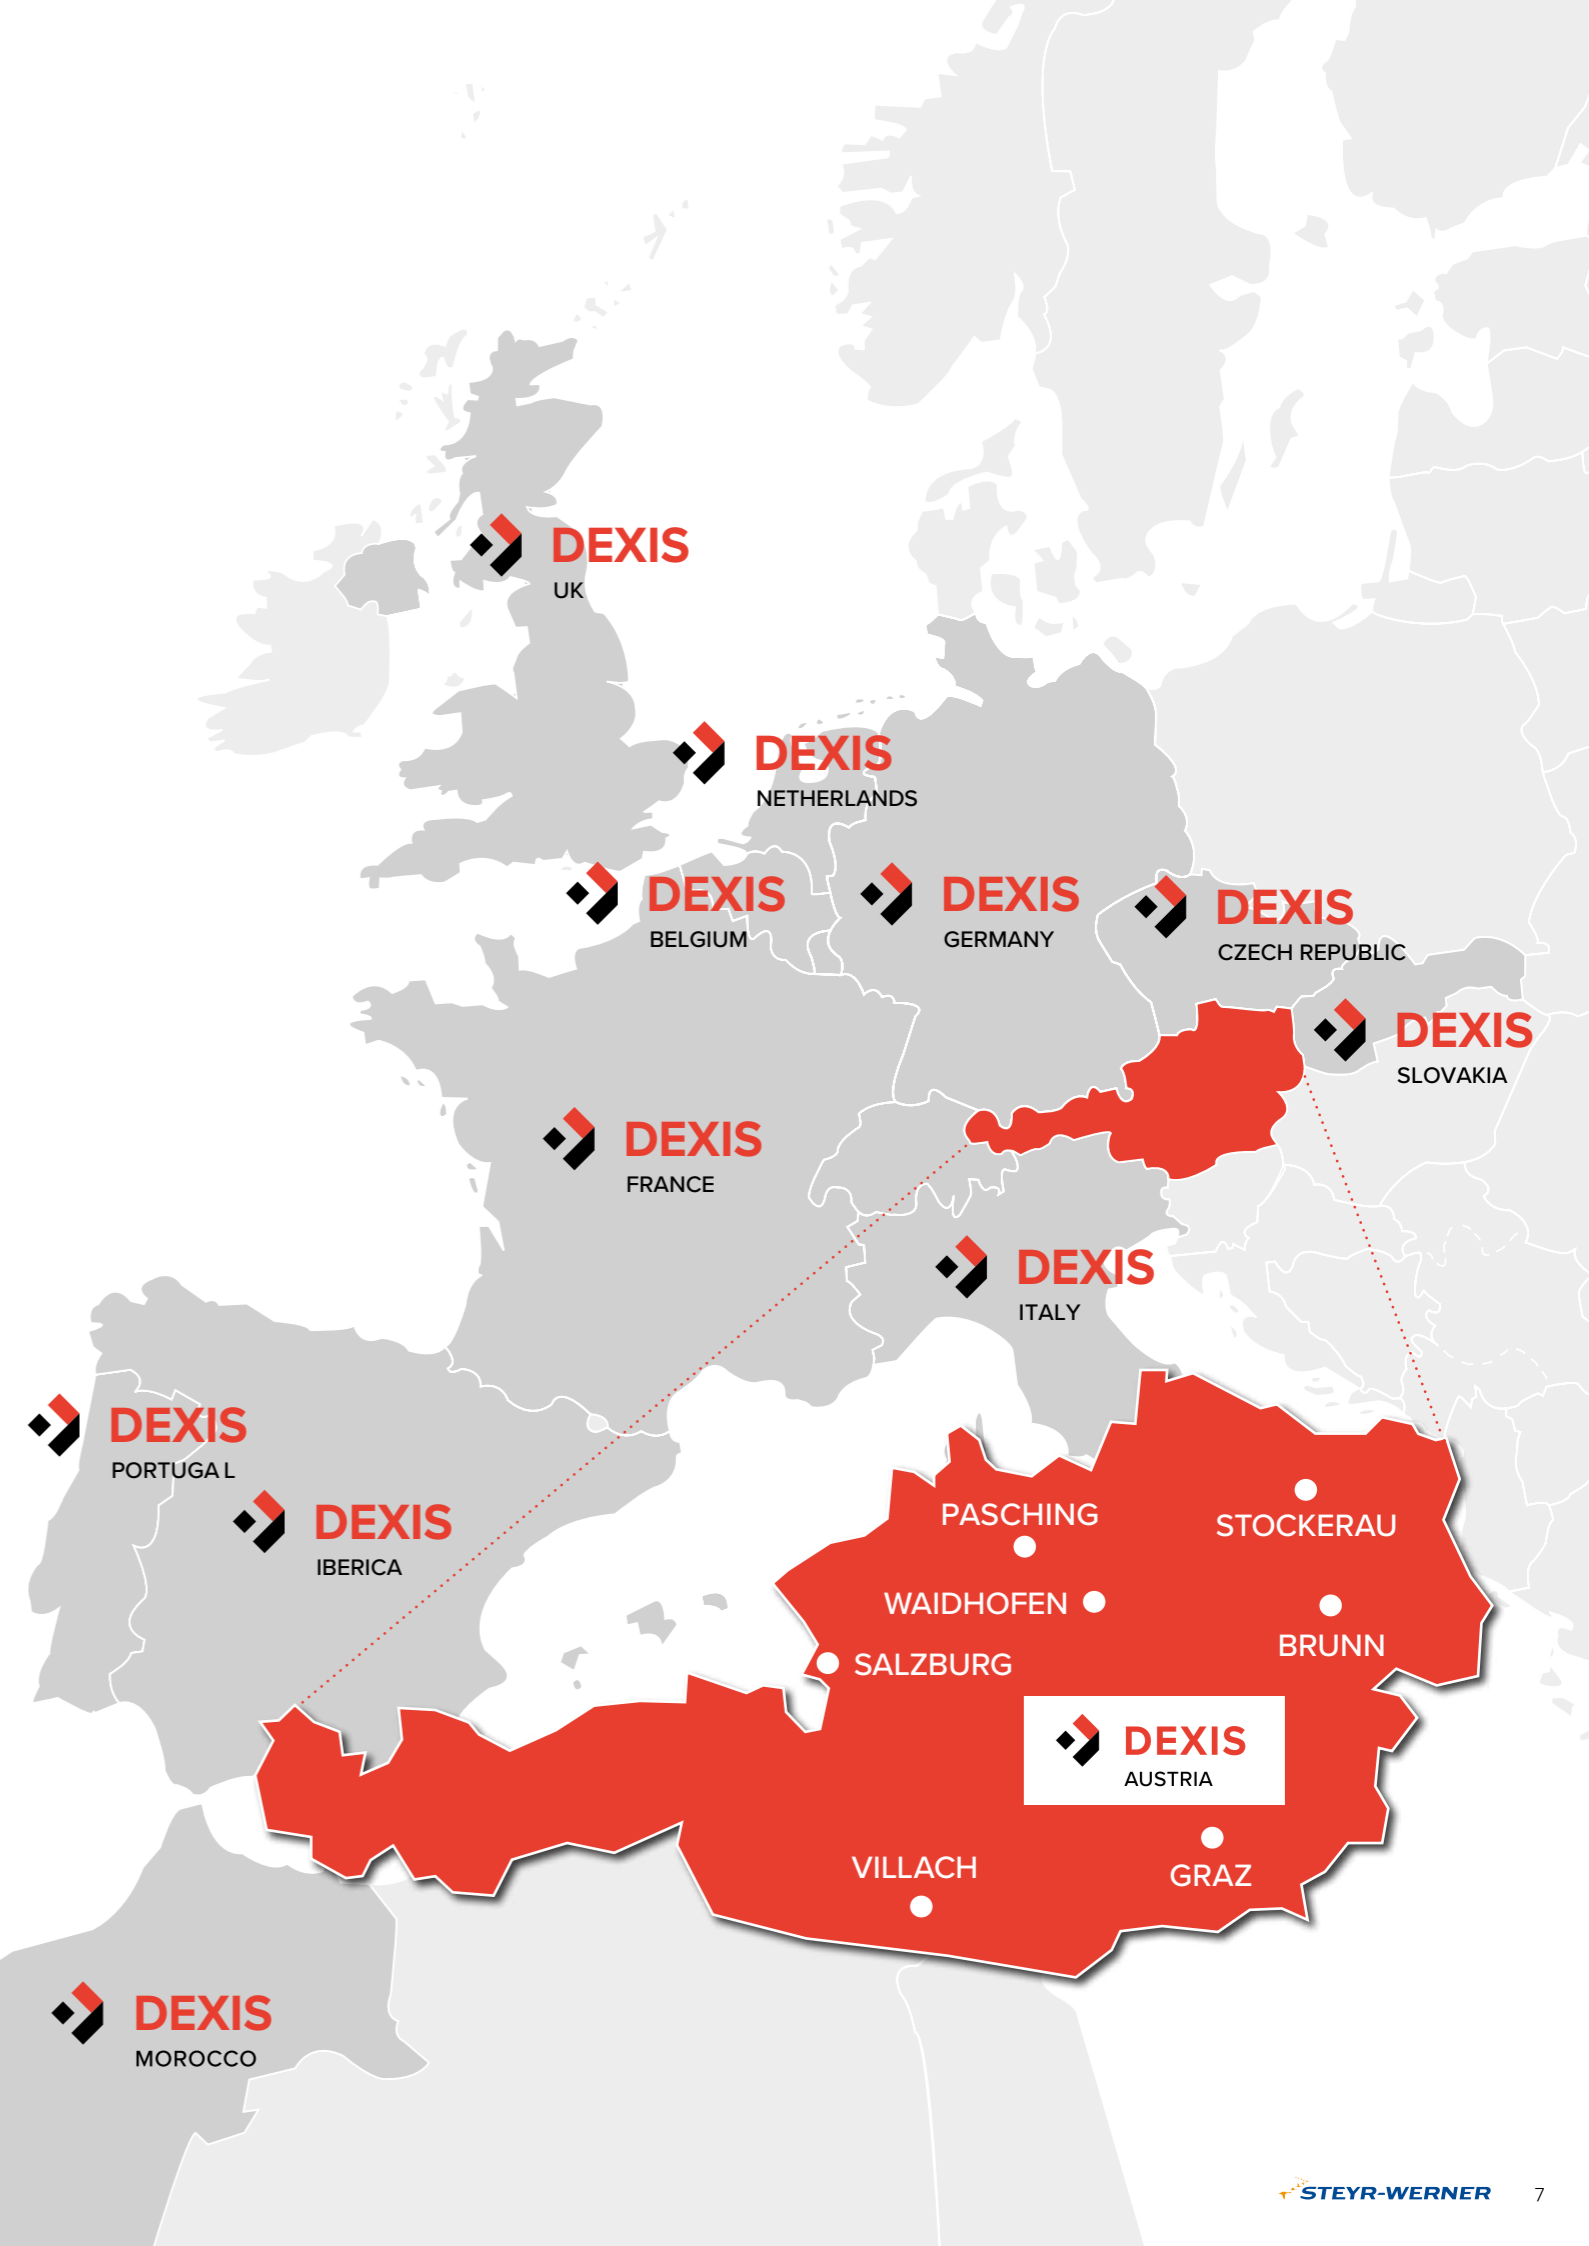 DEXIS
UK
DEXIS
NETHERLANDS
DEXIS
BELGIUM
DEXIS
GERMANY
DEXIS
CZECH REPUBLIC
DEXIS
SLOVAKIA
DEXIS
FRANCE
DEXIS
ITALY
DEXIS
PORTUGAL
DEXIS
IBERICA
PASCHING
STOCKERAU
WAIDHOFEN
BRUNN
SALZBURG
DEXIS
AUSTRIA
VILLACH
GRAZ
DEXIS
MOROCCO
STEYR-WERNER
7